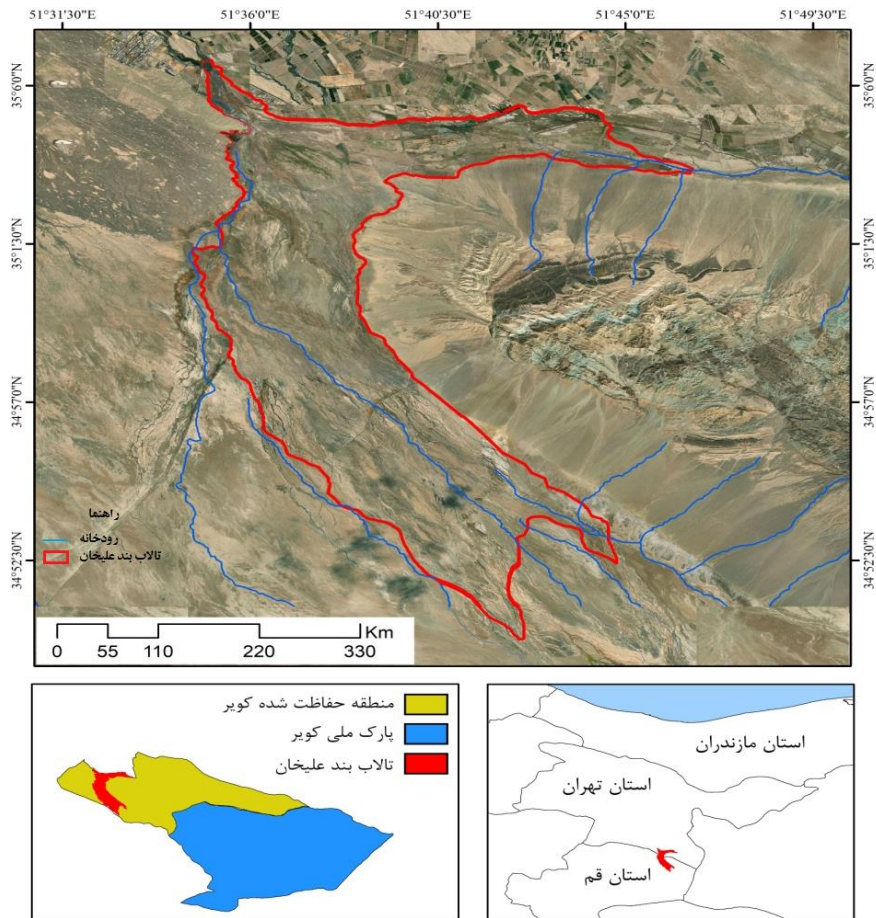 51°31'30"E 51°36'0"E 51°40'30"E 51°45'0"E 51°49'30"E
35°6'0"N 35°6'0"N
35°1'30"N 35°1'30"N
34°57'0"N 34°57'0"N
34°52'30"N 34°52'30"N
راهنما
رودخانه
تالاب بند علیخان
Km
0 55 110 220 330
منطقه حفاظت شده کویر
پارک ملی کویر
تالاب بند علیخان
استان مازندران
استان تهران
استان قم